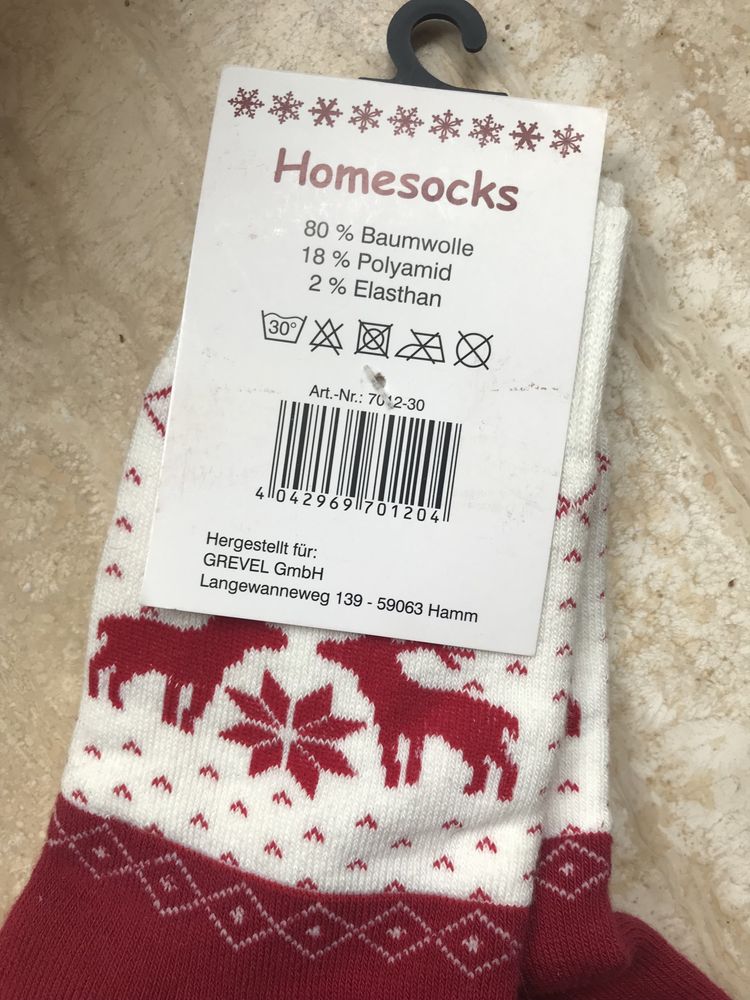 Homesocks
80 % Baumwolle
18 % Polyamid
2 % Elasthan
30°
Art.-Nr.: 7012-30
4 042969 701204
Hergestellt für:
GREVEL GmbH
Langewanneweg 139 - 59063 Hamm